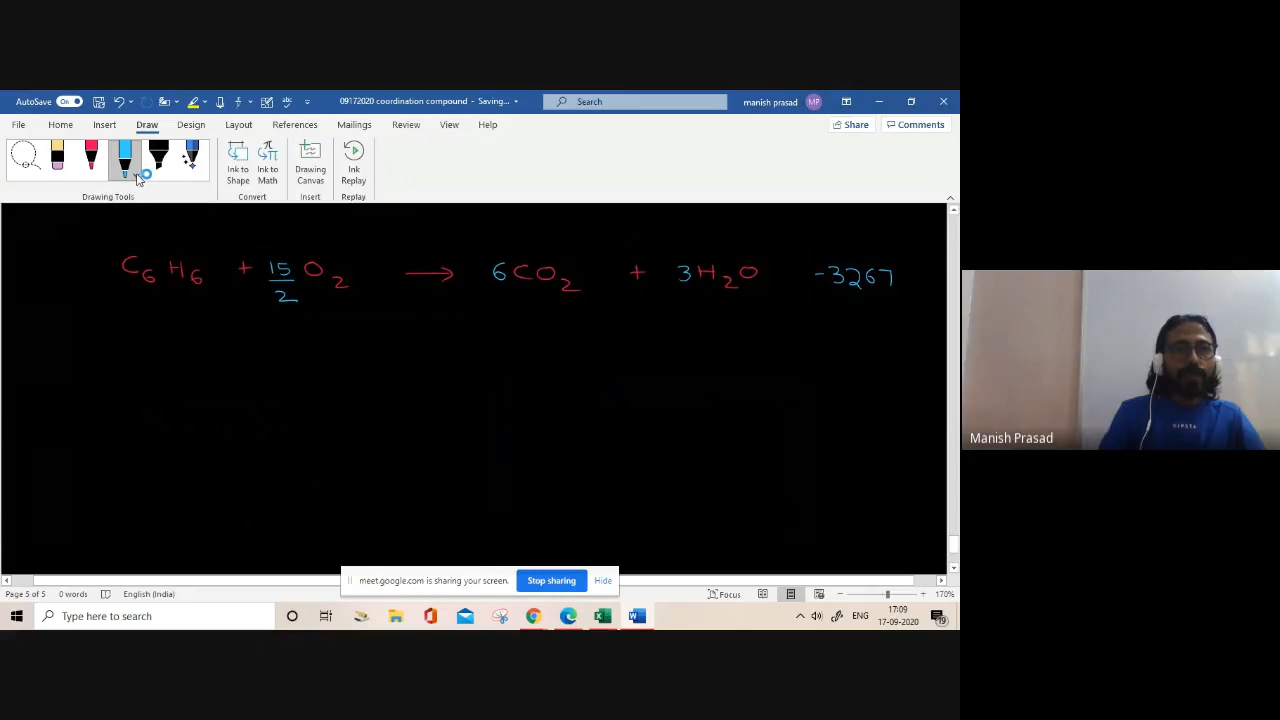 AutoSave On
09172020 coordination compound - Saving...
Search
manish prasad MP
File Home Insert Draw Design Layout References Mailings Review View Help
Share Comments
Ink to Shape
Ink to Math
Drawing Canvas
Ink Replay
Drawing Tools Convert Insert Replay
C6H6 + 15/2 O2 → 6CO2 + 3H2O -3267
CIPSTA
Manish Prasad
meet.google.com is sharing your screen. Stop sharing Hide
Page 5 of 5 0 words English (India) Focus 170%
Type here to search
ENG
17:09
17-09-2020
19